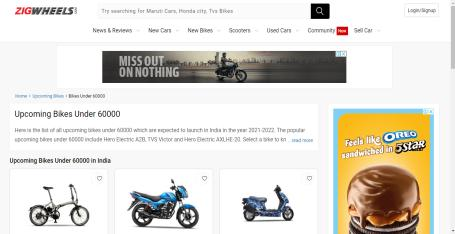 ZIGWHEELS.COM
Try searching for Maruti Cars, Honda city, Tvs Bikes
Login/Signup
News & Reviews
New Cars
New Bikes
Scooters
Used Cars
Community New
Sell Car
MISS OUT
ON NOTHING
Home > Upcoming Bikes > Bikes Under 60000
Upcoming Bikes Under 60000
Here is the list of all upcoming bikes under 60000 which are expected to launch in India in the year 2021-2022. The popular
upcoming bikes under 60000 include Hero Electric A2B, TVS Victor and Hero Electric AXLHE-20. Select a bike to kn ... read more
Upcoming Bikes Under 60000 in India
Feels like OREO
sandwiched in 5Star